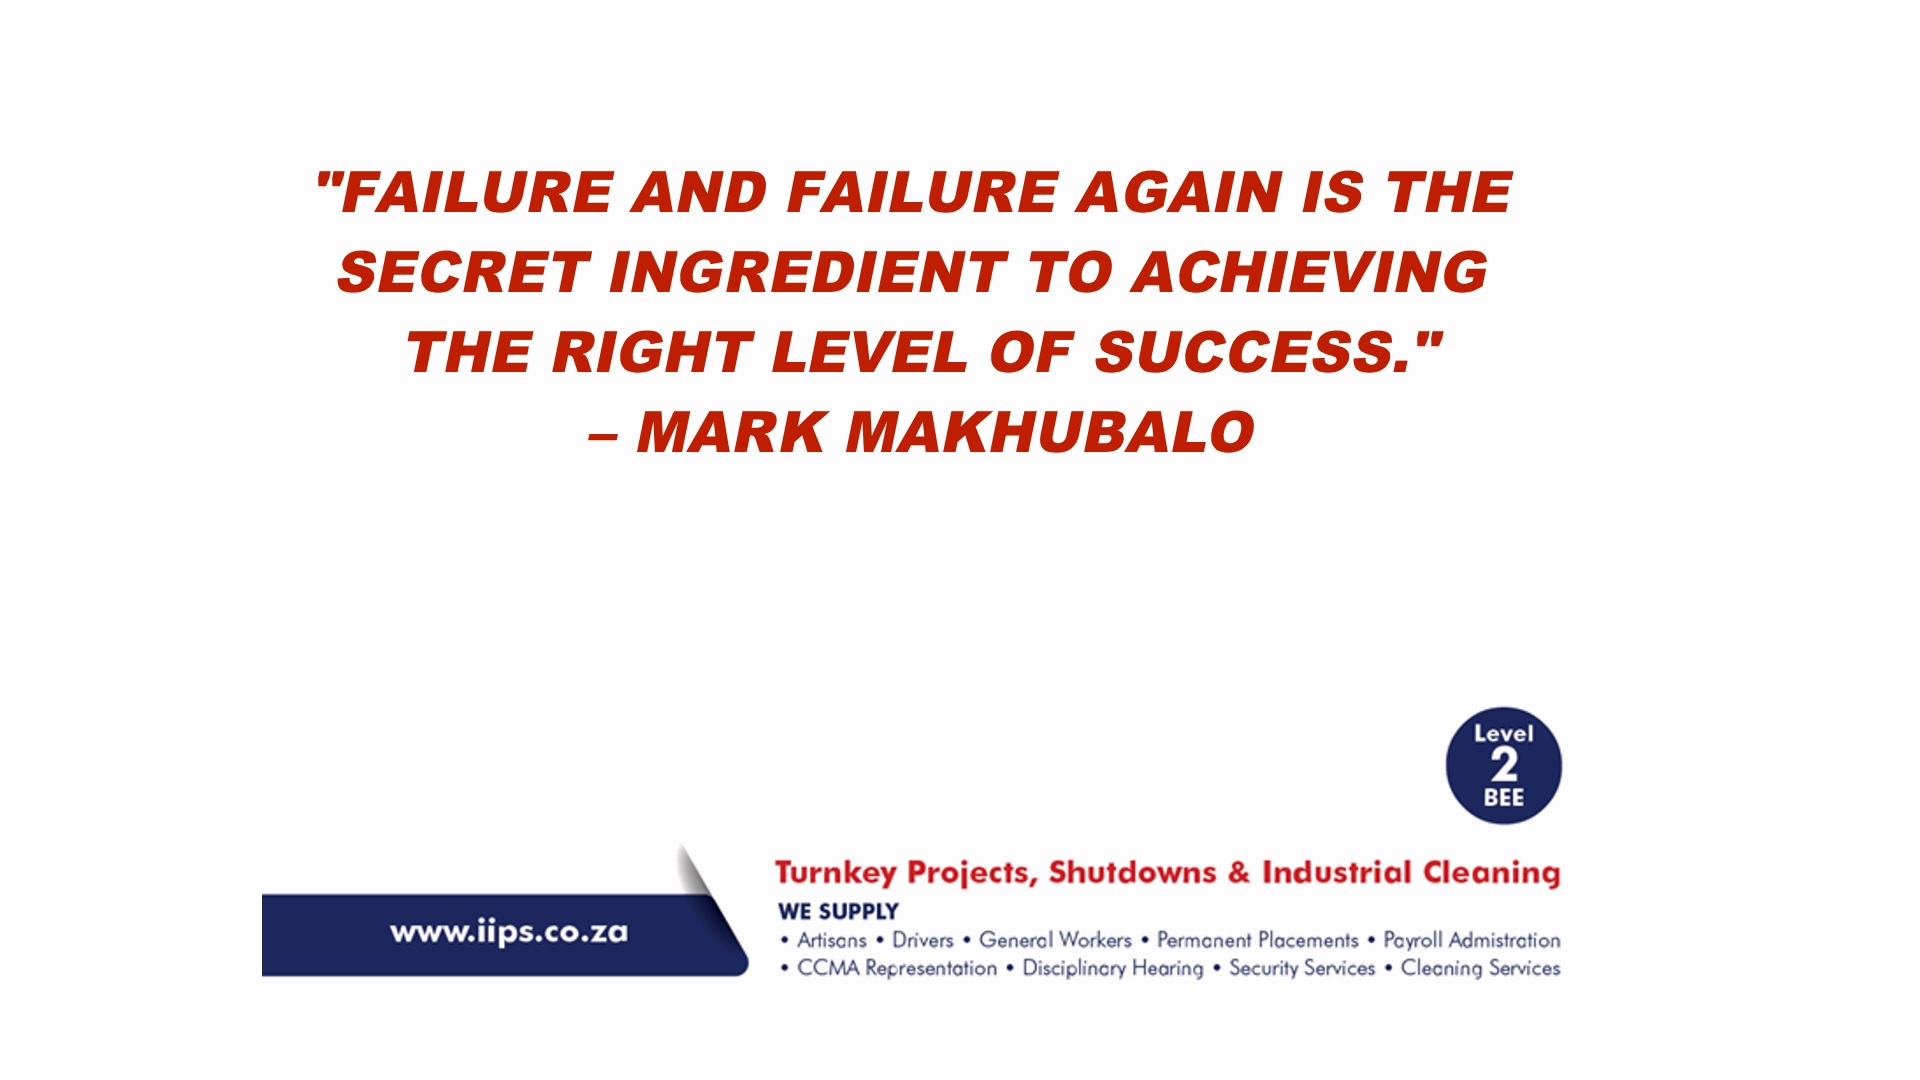 "FAILURE AND FAILURE AGAIN IS THE
SECRET INGREDIENT TO ACHIEVING
THE RIGHT LEVEL OF SUCCESS."
– MARK MAKHUBALO
Level
2
BEE
www.iips.co.za
Turnkey Projects, Shutdowns & Industrial Cleaning
WE SUPPLY
• Artisans • Drivers • General Workers • Permanent Placements • Payroll Admistration
• CCMA Representation • Disciplinary Hearing • Security Services • Cleaning Services